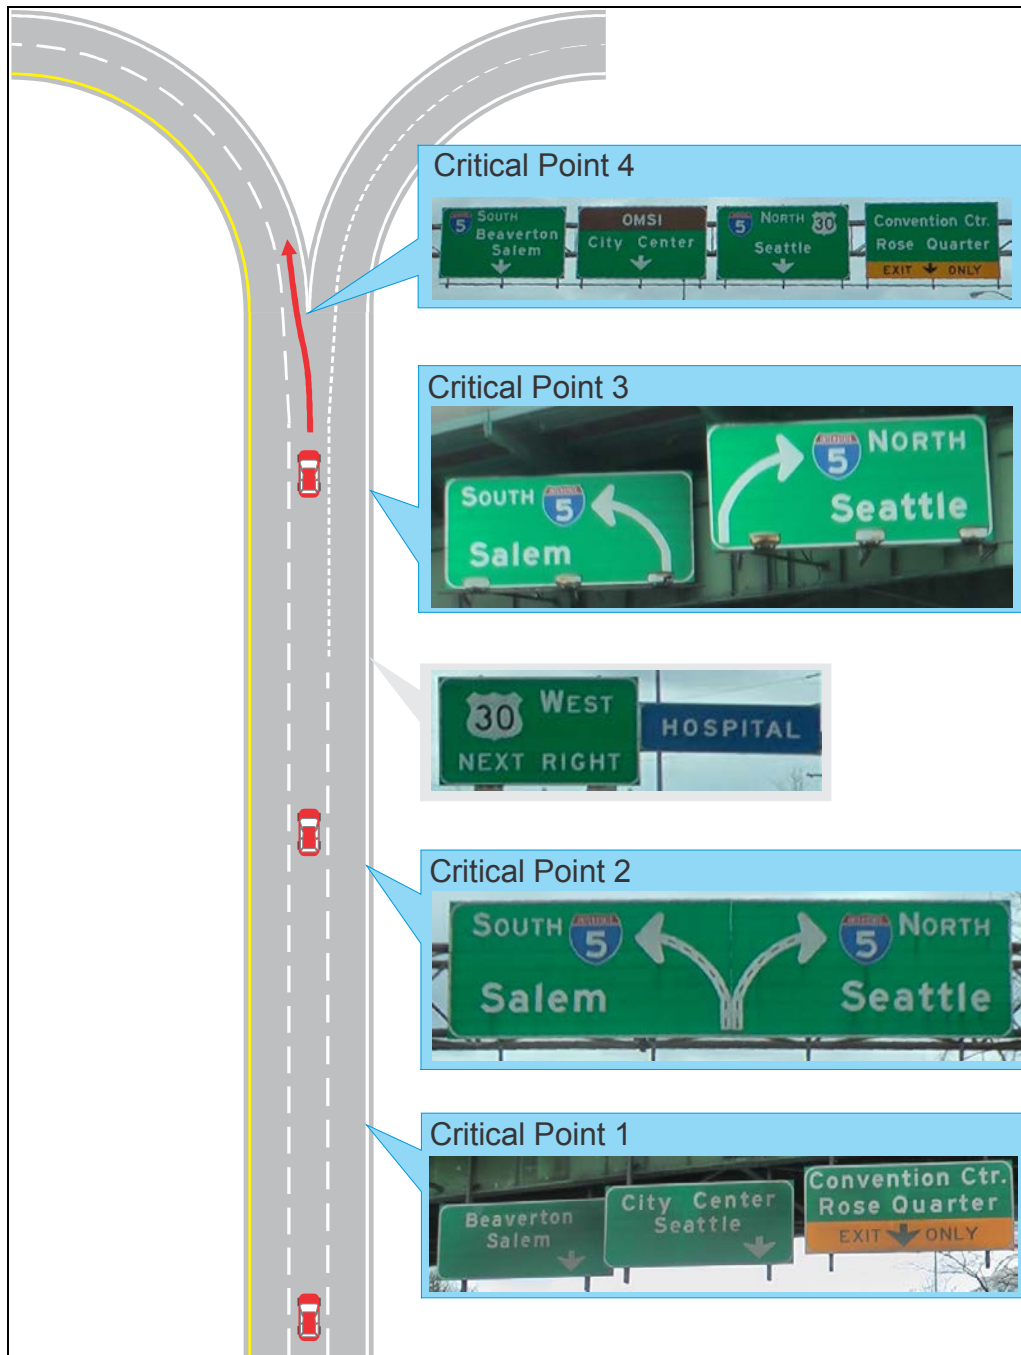 Critical Point 4
5 SOUTH
Beaverton
Salem
OMSI
City Center
5 NORTH 30
Seattle
Convention Ctr.
Rose Quarter
EXIT ONLY
Critical Point 3
SOUTH 5
Salem
5 NORTH
Seattle
30 WEST
NEXT RIGHT
HOSPITAL
Critical Point 2
SOUTH INTERSTATE 5
Salem
INTERSTATE 5 NORTH
Seattle
Critical Point 1
Beaverton
Salem
City Center
Seattle
Convention Ctr.
Rose Quarter
EXIT ONLY